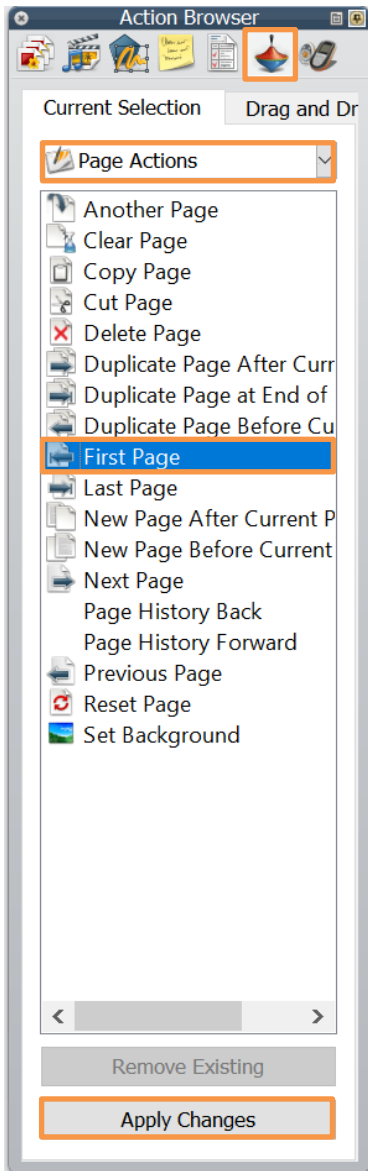 Action Browser
Current Selection Drag and Dr
Page Actions
Another Page
Clear Page
Copy Page
Cut Page
Delete Page
Duplicate Page After Curr
Duplicate Page at End of
Duplicate Page Before Cu
First Page
Last Page
New Page After Current P
New Page Before Current
Next Page
Page History Back
Page History Forward
Previous Page
Reset Page
Set Background
Remove Existing
Apply Changes